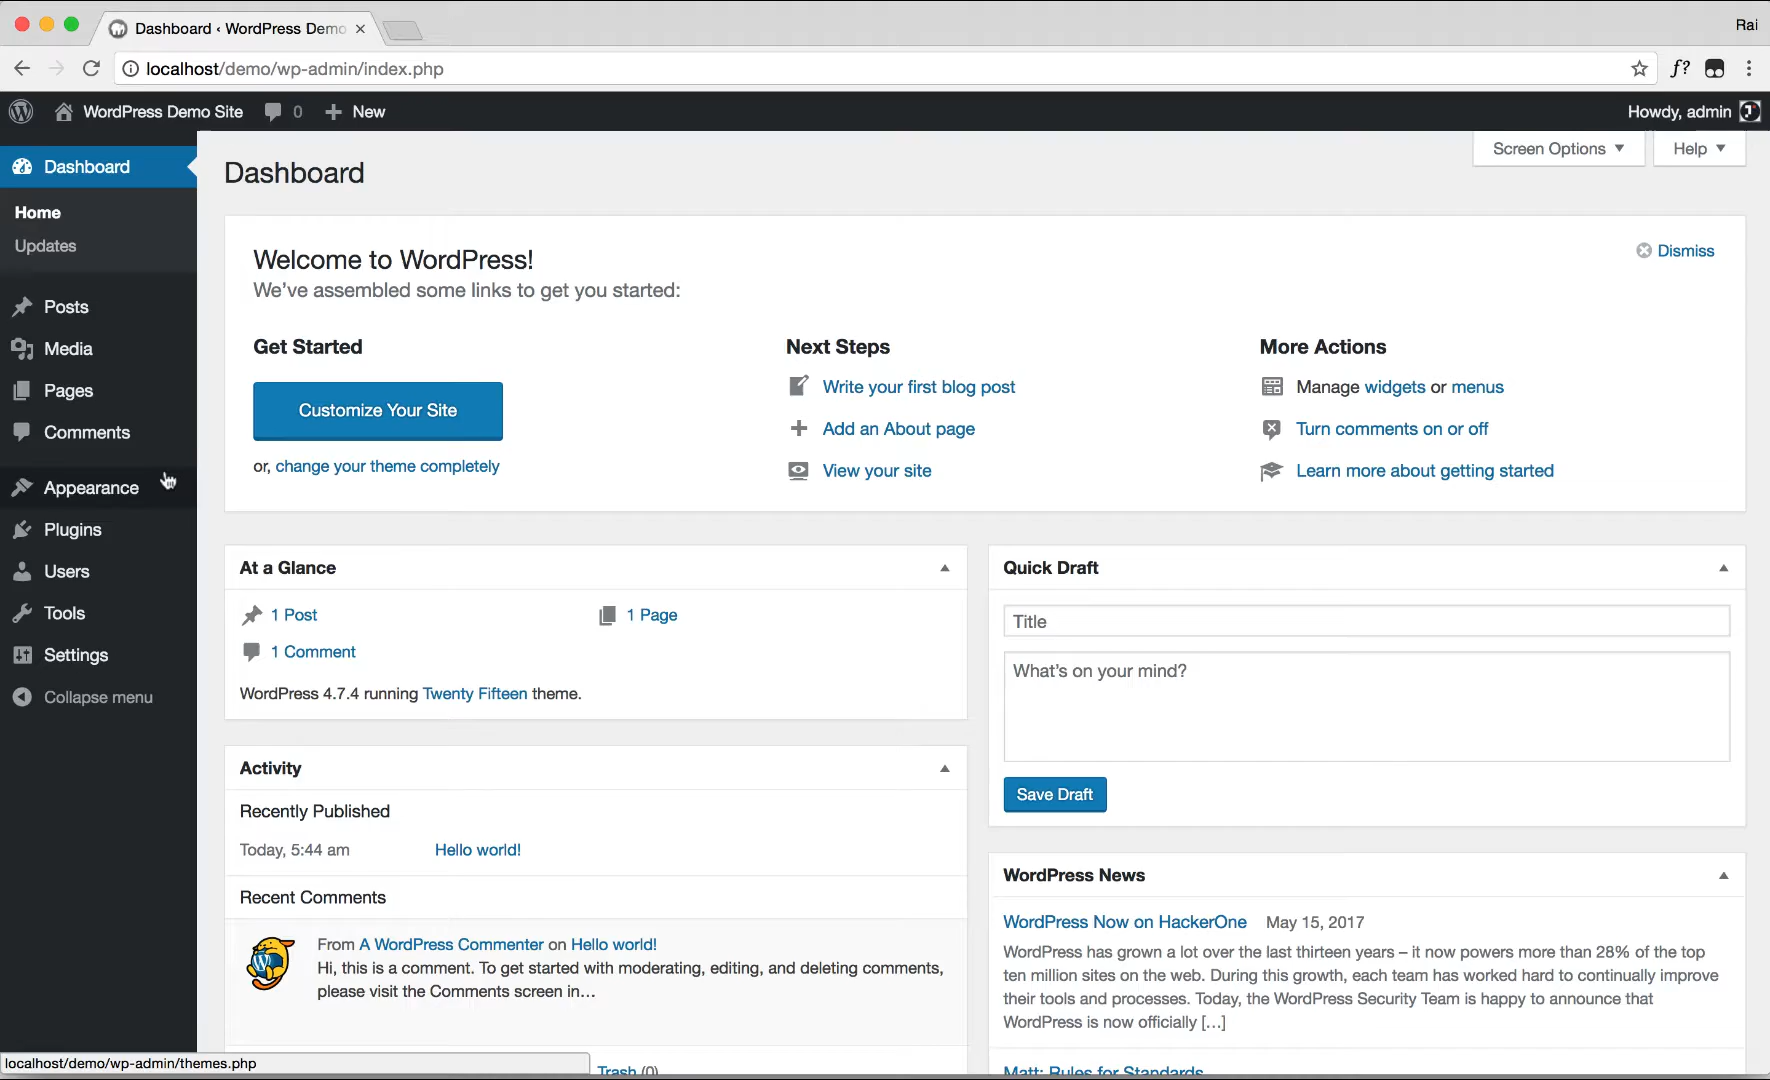 Dashboard ‹ WordPress Demo
Rai
localhost/demo/wp-admin/index.php
f?
WordPress Demo Site 0 New
Howdy, admin
Dashboard
Home
Updates
Posts
Media
Pages
Comments
Appearance
Plugins
Users
Tools
Settings
Collapse menu
Screen Options
Help
Dashboard
Welcome to WordPress!
Dismiss
We've assembled some links to get you started:
Get Started
Customize Your Site
or, change your theme completely
Next Steps
Write your first blog post
Add an About page
View your site
More Actions
Manage widgets or menus
Turn comments on or off
Learn more about getting started
At a Glance
1 Post
1 Page
1 Comment
WordPress 4.7.4 running Twenty Fifteen theme.
Activity
Recently Published
Today, 5:44 am Hello world!
Recent Comments
From A WordPress Commenter on Hello world!
Hi, this is a comment. To get started with moderating, editing, and deleting comments,
please visit the Comments screen in…
Trash (0)
Quick Draft
Title
What's on your mind?
Save Draft
WordPress News
WordPress Now on HackerOne May 15, 2017
WordPress has grown a lot over the last thirteen years – it now powers more than 28% of the top
ten million sites on the web. During this growth, each team has worked hard to continually improve
their tools and processes. Today, the WordPress Security Team is happy to announce that
WordPress is now officially […]
Matt: Rules for Standards
localhost/demo/wp-admin/themes.php